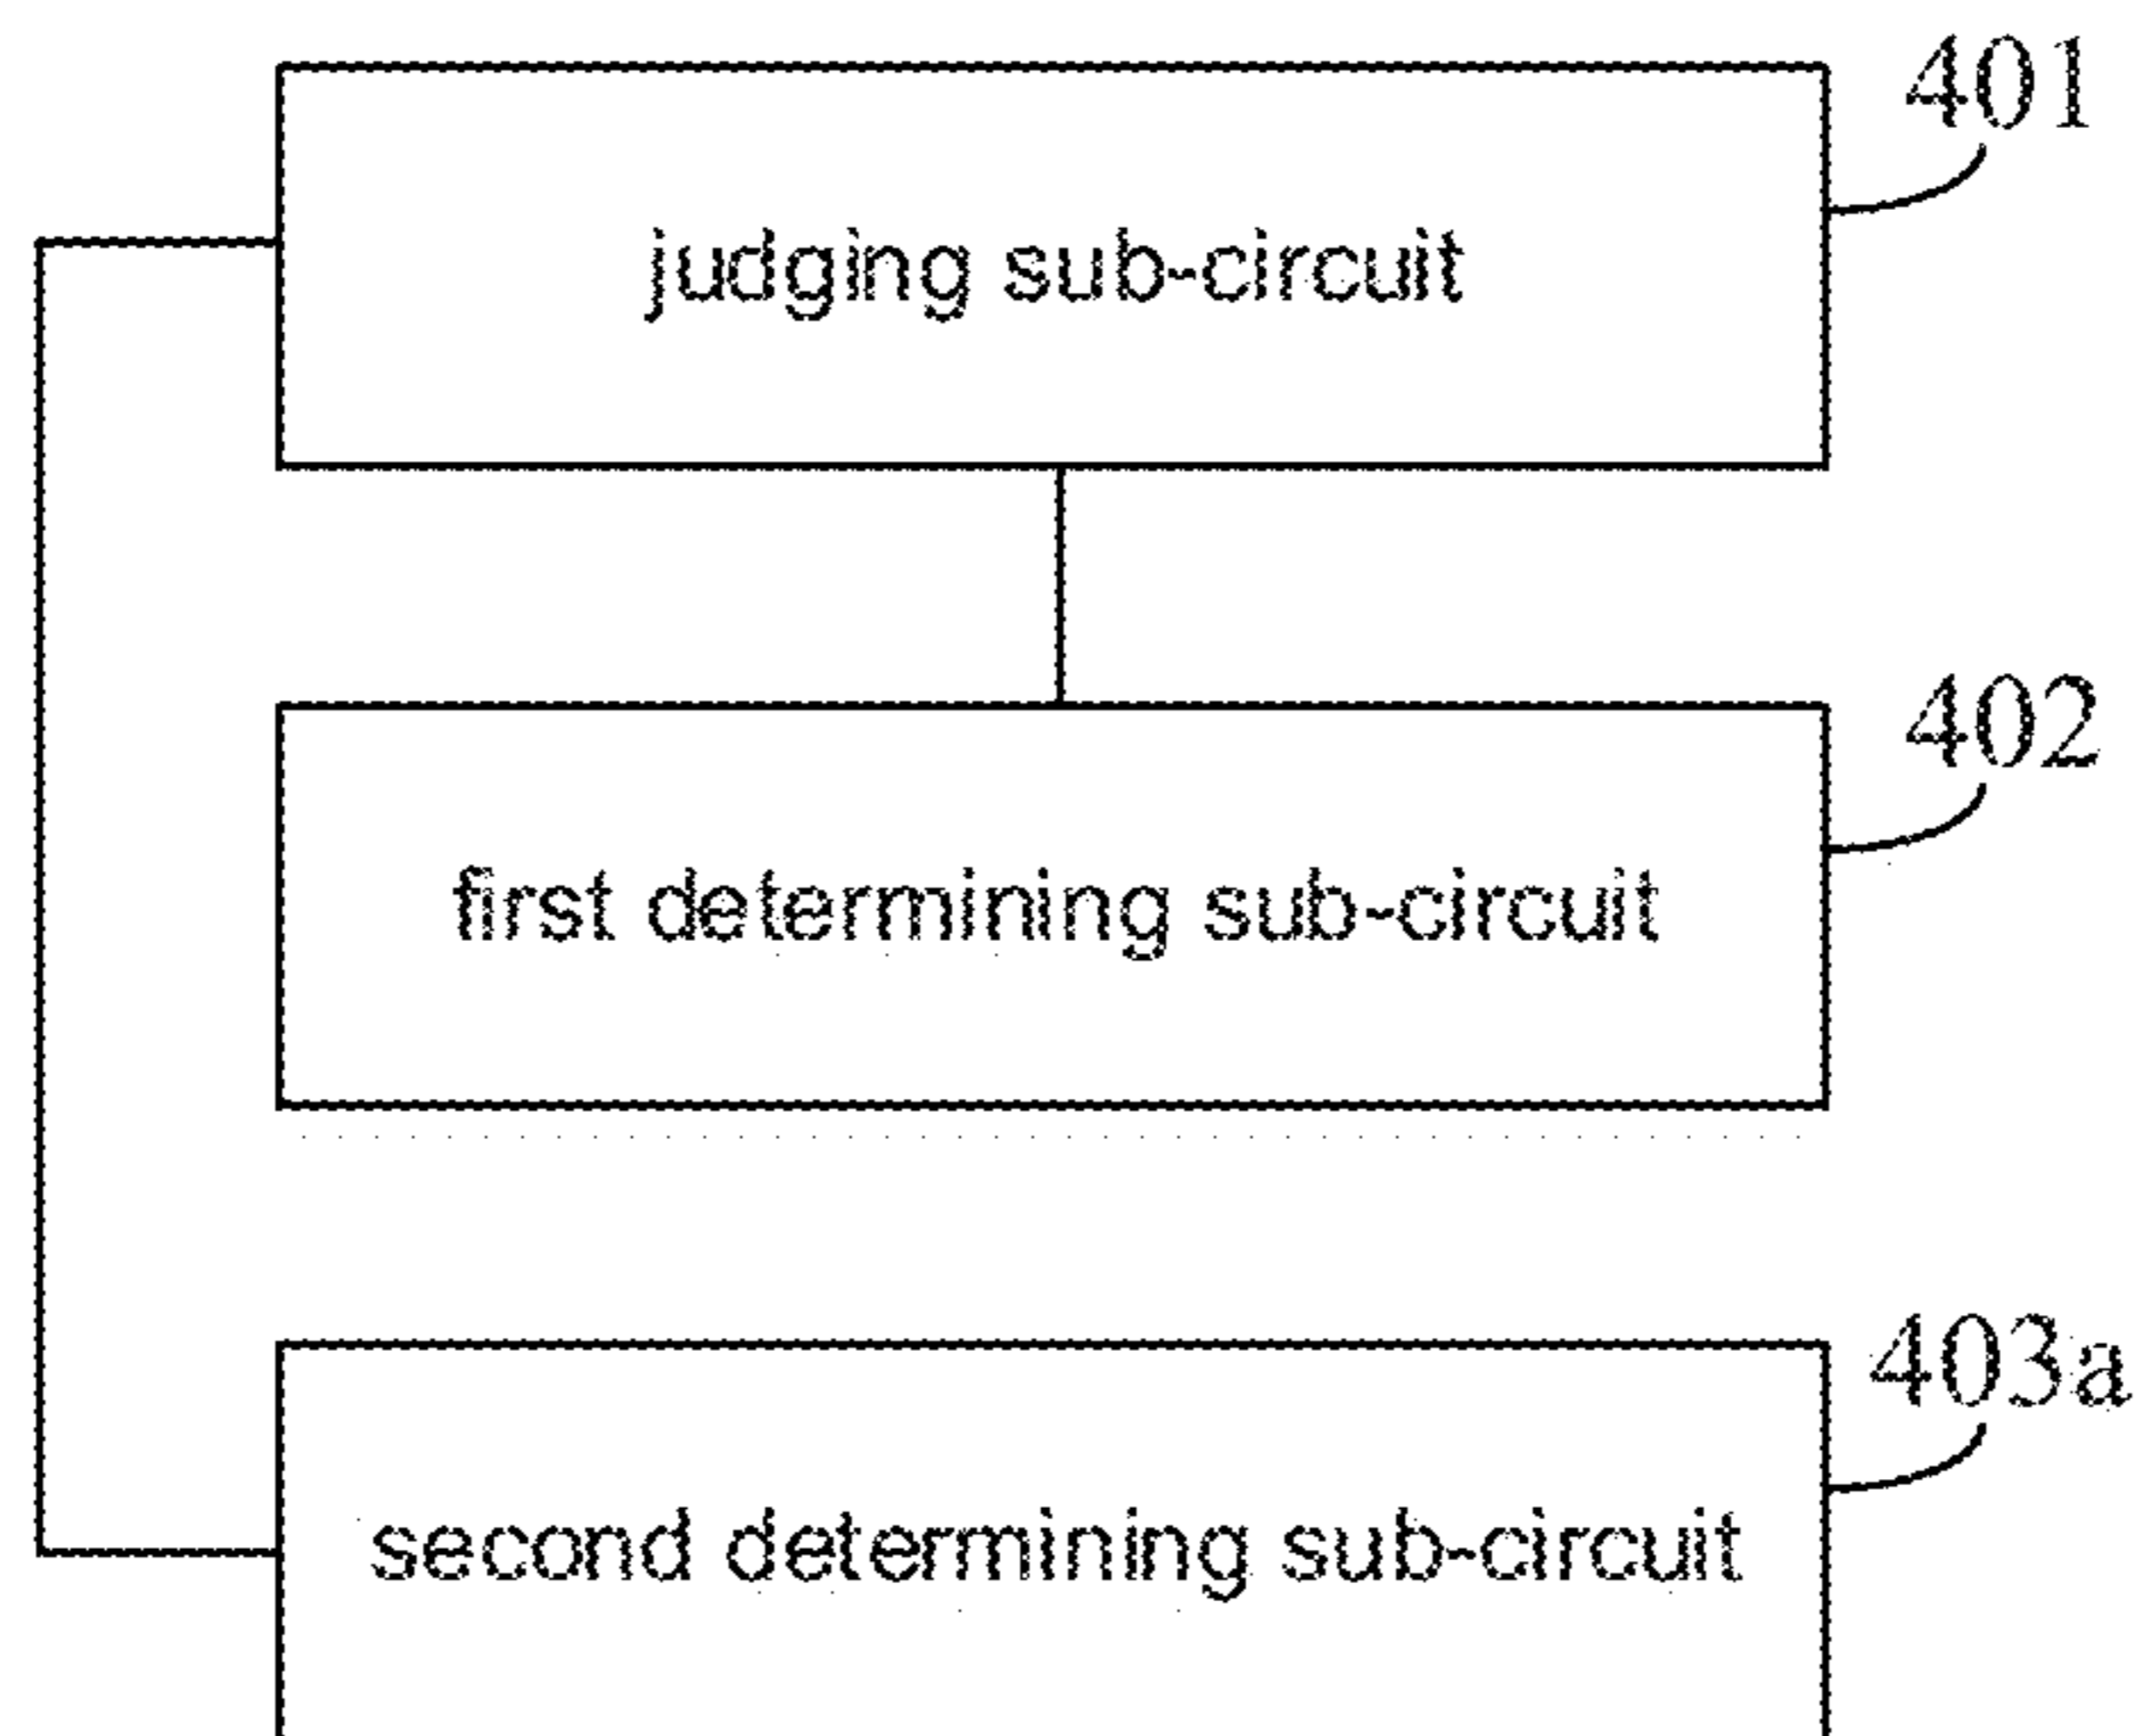 401
judging sub-circuit
402
first determining sub-circuit
403a
second determining sub-circuit